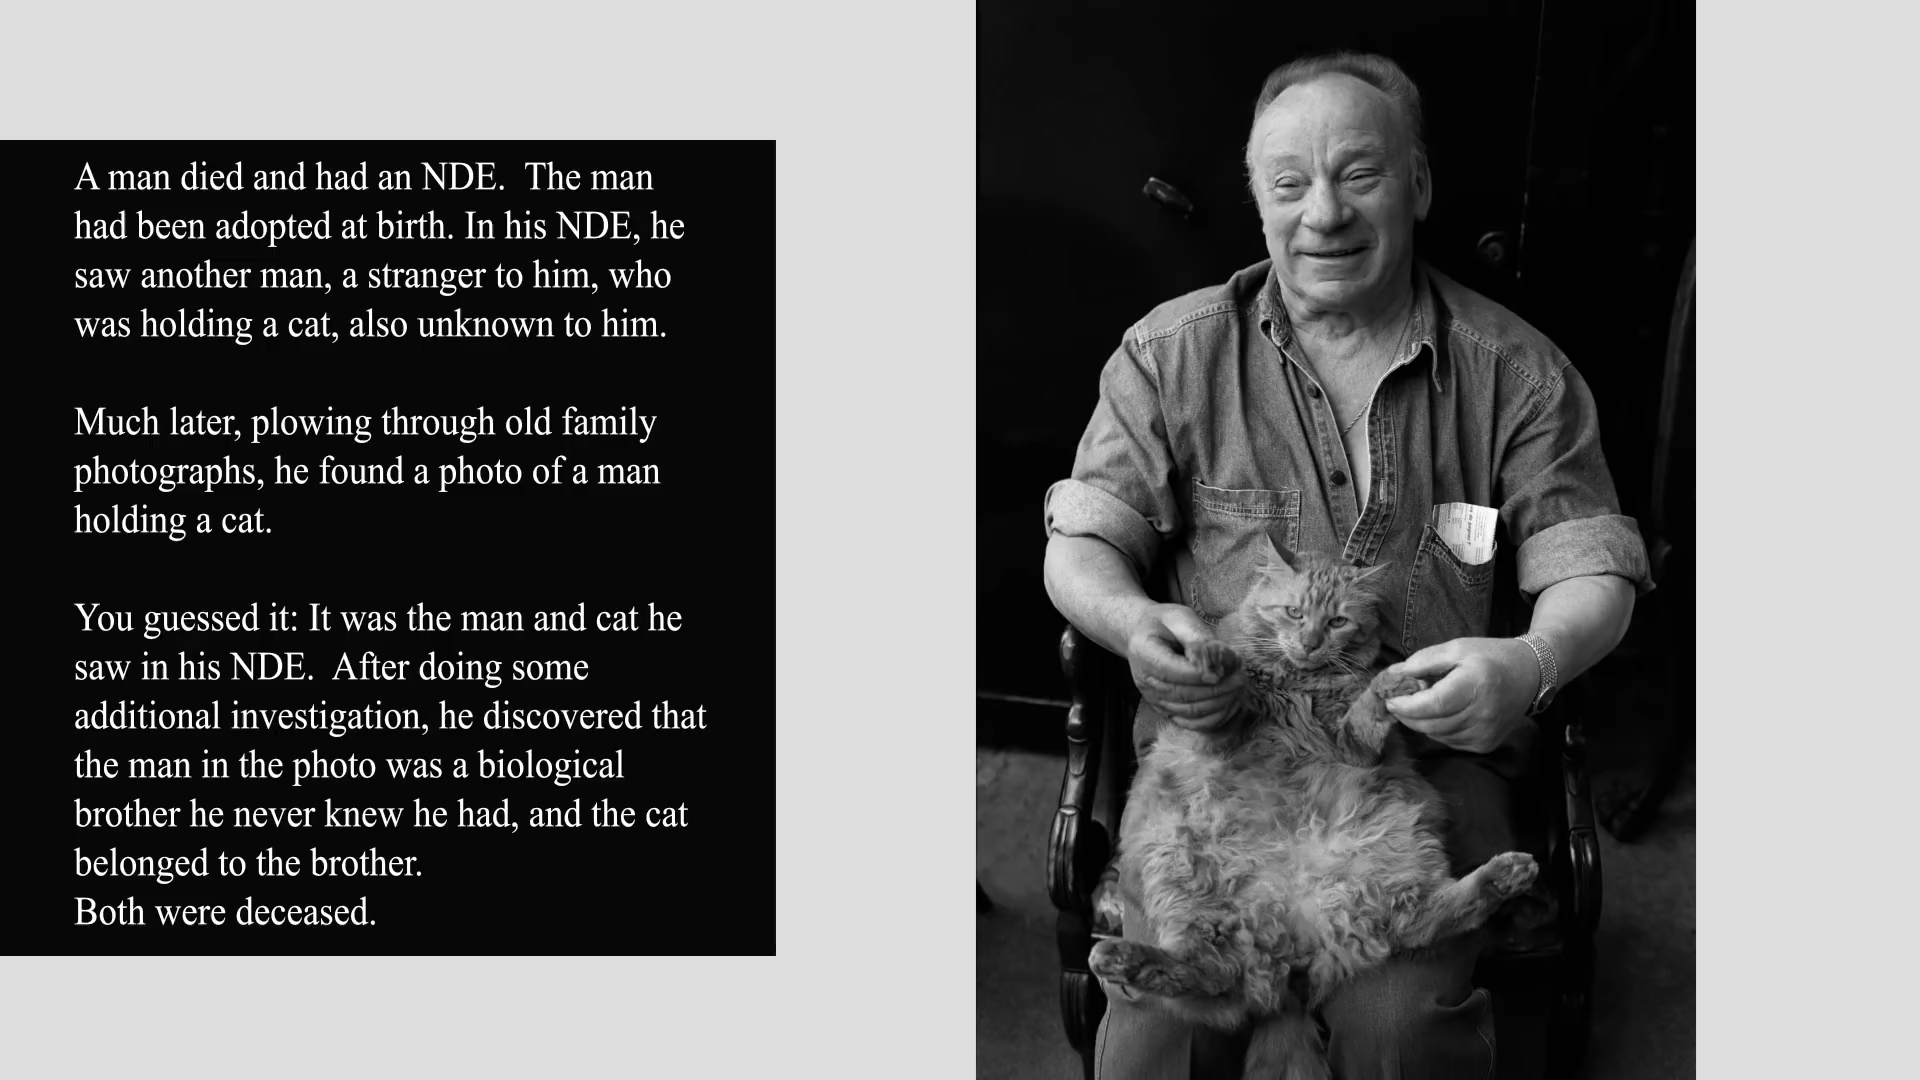 A man died and had an NDE.  The man
had been adopted at birth. In his NDE, he
saw another man, a stranger to him, who
was holding a cat, also unknown to him.
Much later, plowing through old family
photographs, he found a photo of a man
holding a cat.
You guessed it: It was the man and cat he
saw in his NDE.  After doing some
additional investigation, he discovered that
the man in the photo was a biological
brother he never knew he had, and the cat
belonged to the brother.
Both were deceased.